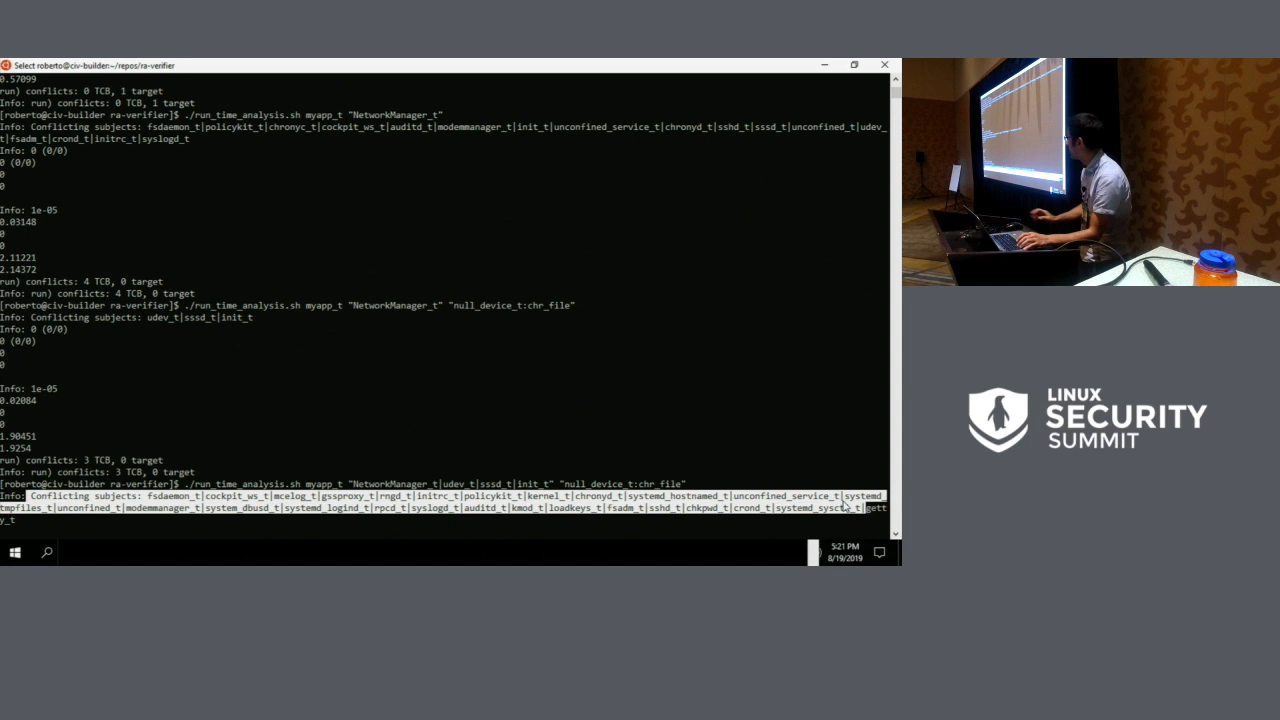 Select roberto@civ-builder:~/repos/ra-verifier
0.57099
run) conflicts: 0 TCB, 1 target
Info: run) conflicts: 0 TCB, 1 target
[roberto@civ-builder ra-verifier]$ ./run_time_analysis.sh myapp_t "NetworkManager_t"
Info: Conflicting subjects: fsdaemon_t|policykit_t|chronyc_t|cockpit_ws_t|auditd_t|modemmanager_t|init_t|unconfined_service_t|chronyd_t|sshd_t|sssd_t|unconfined_t|udev_
t|fsadm_t|crond_t|initrc_t|syslogd_t
Info: 0 (0/0)
0 (0/0)
0
0
Info: 1e-05
0.03148
0
0
2.11221
2.14372
run) conflicts: 4 TCB, 0 target
Info: run) conflicts: 4 TCB, 0 target
[roberto@civ-builder ra-verifier]$ ./run_time_analysis.sh myapp_t "NetworkManager_t" "null_device_t:chr_file"
Info: Conflicting subjects: udev_t|sssd_t|init_t
Info: 0 (0/0)
0 (0/0)
0
0
Info: 1e-05
0.02084
0
0
1.90451
1.9254
run) conflicts: 3 TCB, 0 target
Info: run) conflicts: 3 TCB, 0 target
[roberto@civ-builder ra-verifier]$ ./run_time_analysis.sh myapp_t "NetworkManager_t|udev_t|sssd_t|init_t" "null_device_t:chr_file"
Info: Conflicting subjects: fsdaemon_t|cockpit_ws_t|mcelog_t|gssproxy_t|rngd_t|initrc_t|policykit_t|kernel_t|chronyd_t|systemd_hostnamed_t|unconfined_service_t|systemd_
tmpfiles_t|unconfined_t|modemmanager_t|system_dbusd_t|systemd_logind_t|rpcd_t|syslogd_t|auditd_t|kmod_t|loadkeys_t|fsadm_t|sshd_t|chkpwd_t|crond_t|systemd_sysctl_t|gett
y_t
5:21 PM
8/19/2019
LINUX
SECURITY
SUMMIT